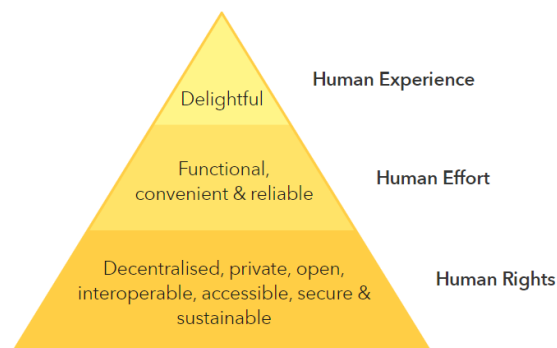 Delightful
Human Experience
Functional,
convenient & reliable
Human Effort
Decentralised, private, open,
interoperable, accessible, secure &
sustainable
Human Rights